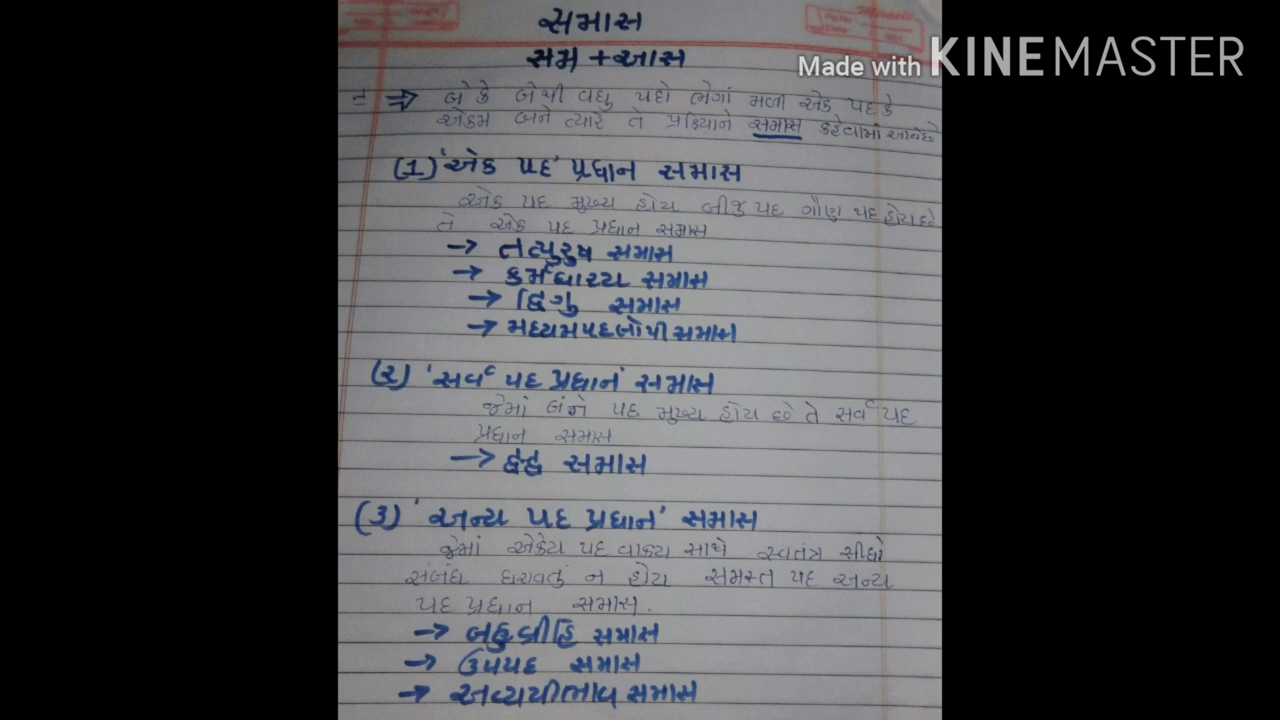 સમાસ
સમ + આસ
Made with KINEMASTER
⇒ બે કે બેથી વધુ પદો ભેગાં મળી એક પદ કે
એકમ બને ત્યારે તે પ્રક્રિયાને સમાસ કહેવામાં આવે છે
(1) 'એક પદ' પ્રધાન સમાસ
એક પદ મુખ્ય હોય બીજુ પદ ગૌણ પદ હોય છે
તે એક પદ પ્રધાન સમાસ
→ તત્પુરુષ સમાસ
→ કર્મધારય સમાસ
→ દ્વિગુ સમાસ
→ મધ્યમપદલોપી સમાસ
(૨) 'સર્વ પદ પ્રધાન' સમાસ
જેમાં બંને પદ મુખ્ય હોય છે તે સર્વ પદ
પ્રધાન સમાસ
→ દ્વંદ્વ સમાસ
(૩) 'અન્ય પદ પ્રધાન' સમાસ
જેમાં એકેય પદ વાક્ય સાથે સ્વતંત્ર સીધો
સંબંધ ધરાવતું ન હોય સમસ્ત પદ અન્ય
પદ પ્રધાન સમાસ.
→ બહુવ્રીહિ સમાસ
→ ઉપપદ સમાસ
→ અવ્યયીભાવ સમાસ